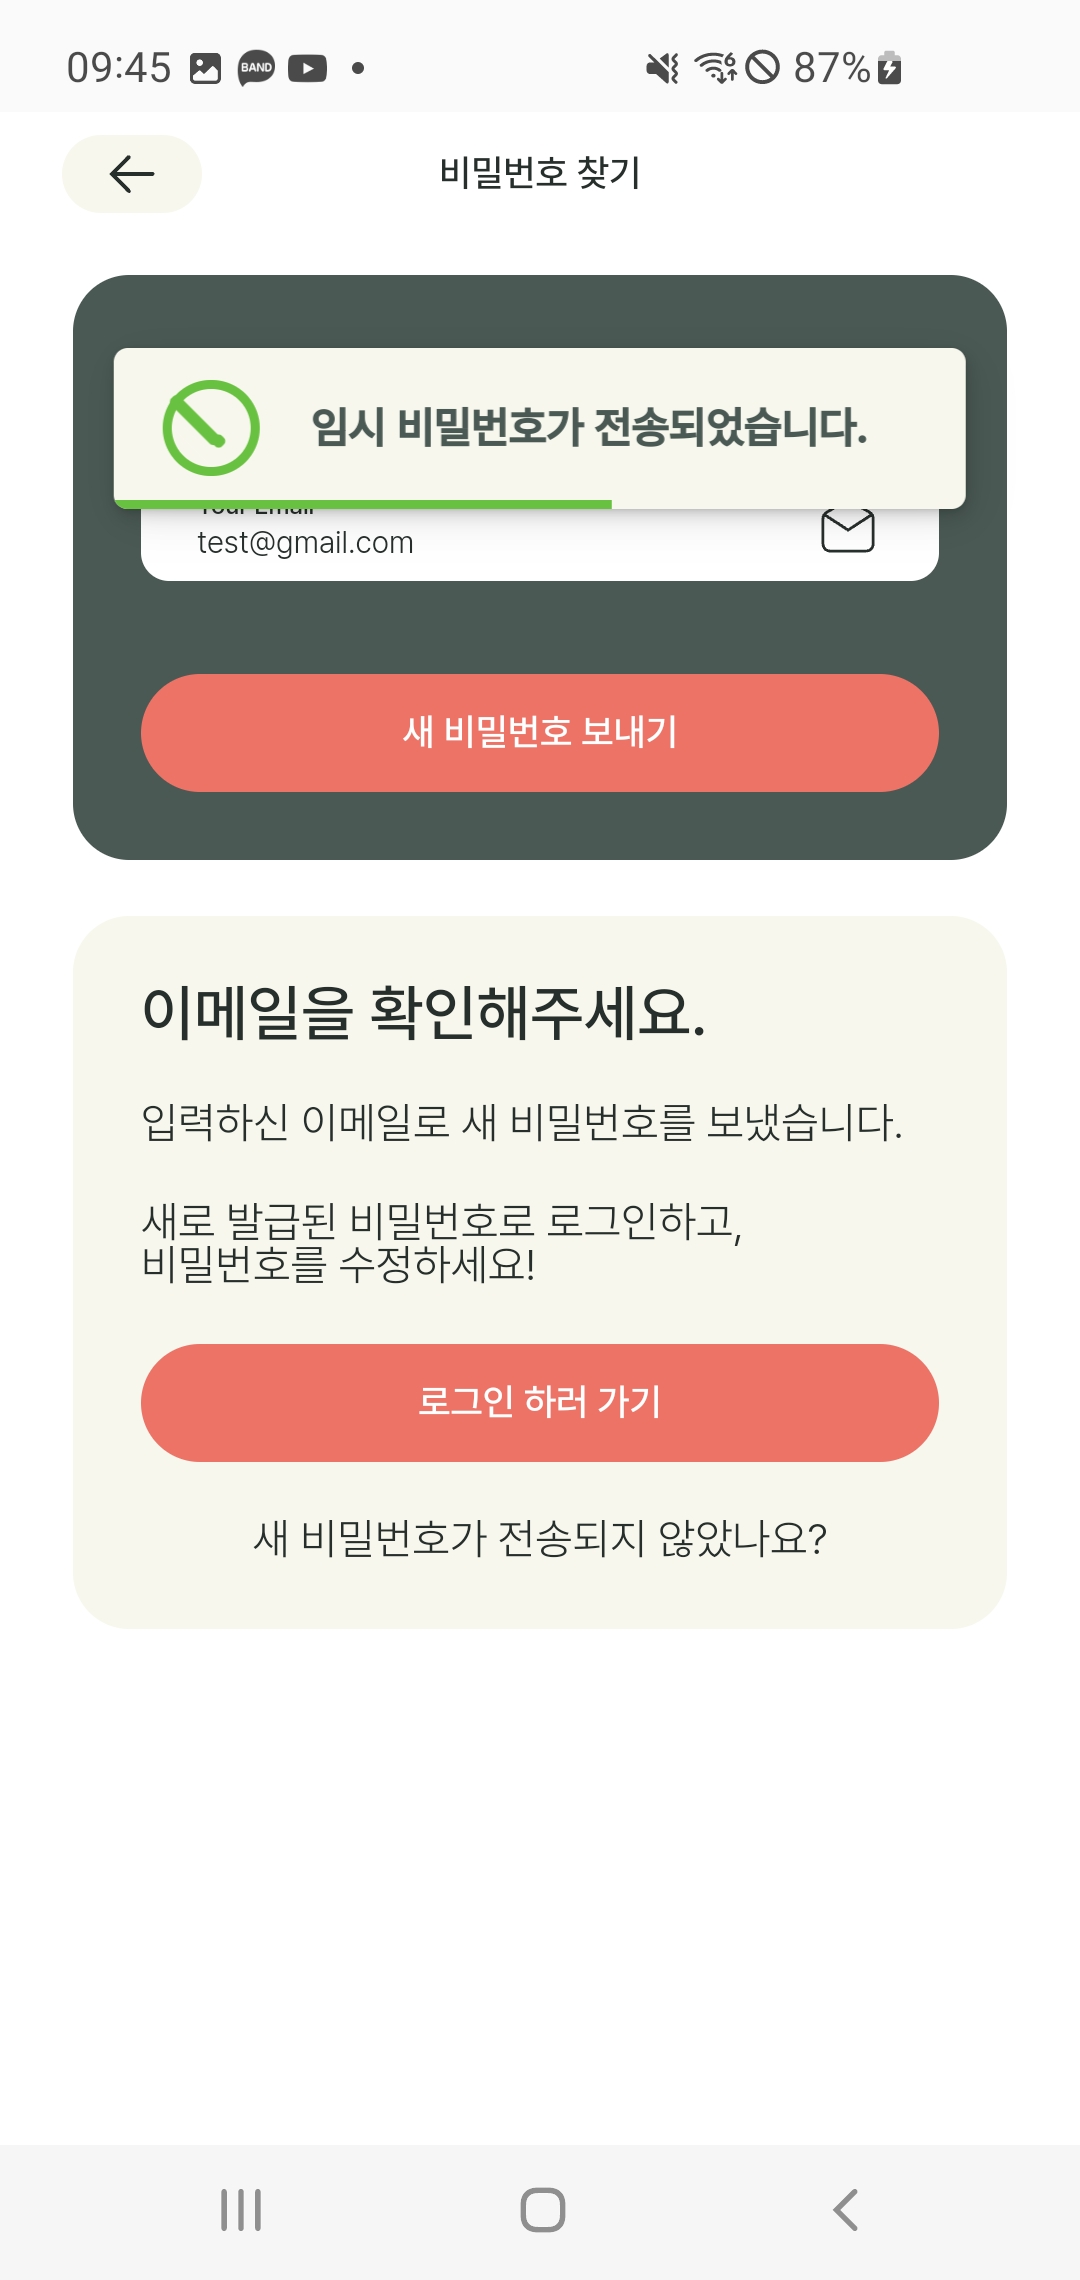 09:45
BAND
6
87%
비밀번호 찾기
임시 비밀번호가 전송되었습니다.
Your Email
test@gmail.com
새 비밀번호 보내기
이메일을 확인해주세요.
입력하신 이메일로 새 비밀번호를 보냈습니다.
새로 발급된 비밀번호로 로그인하고,
비밀번호를 수정하세요!
로그인 하러 가기
새 비밀번호가 전송되지 않았나요?